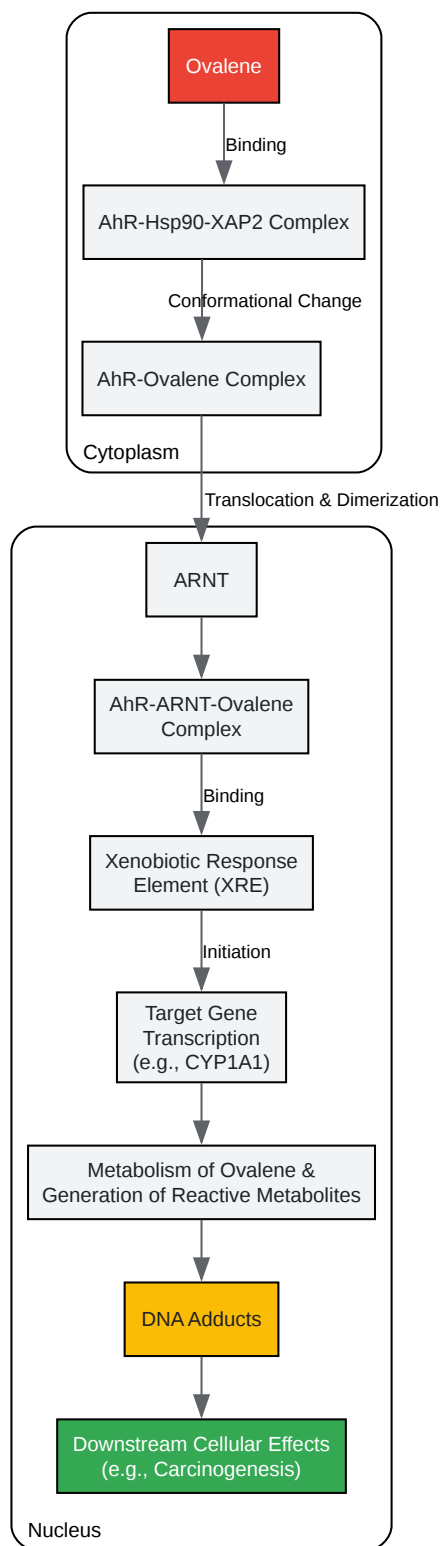 Ovalene
Binding
AhR-Hsp90-XAP2 Complex
Conformational Change
AhR-Ovalene Complex
Cytoplasm
Translocation & Dimerization
ARNT
AhR-ARNT-Ovalene
Complex
Binding
Xenobiotic Response
Element (XRE)
Initiation
Target Gene
Transcription
(e.g., CYP1A1)
Metabolism of Ovalene &
Generation of Reactive Metabolites
DNA Adducts
Downstream Cellular Effects
(e.g., Carcinogenesis)
Nucleus